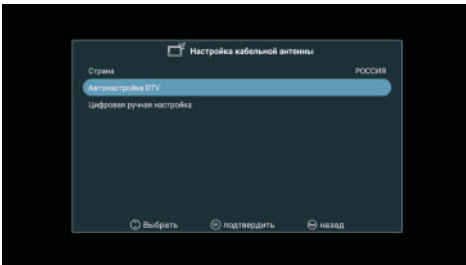 Настройка кабельной антенны
Страна РОССИЯ
Автонастройка DTV
Цифровая ручная настройка
Выбрать подтвердить назад